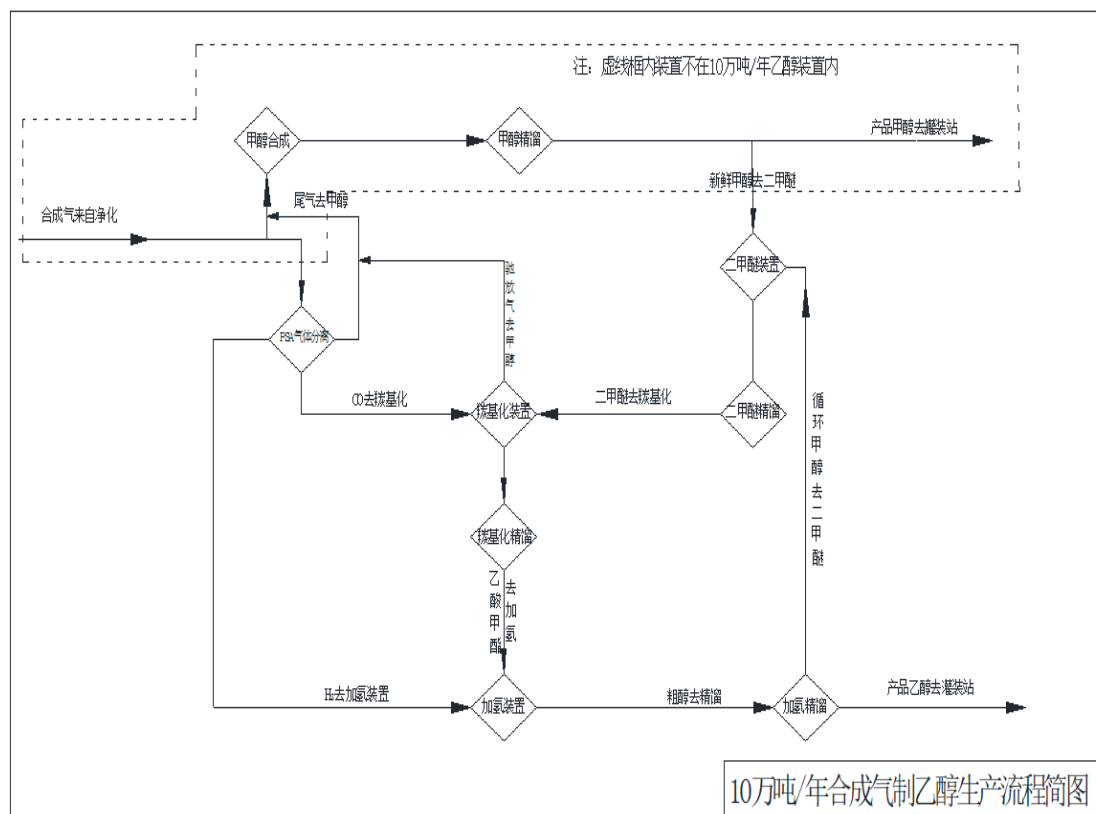 注：虚线框内装置不在10万吨/年乙醇装置内
甲醇合成
甲醇精馏
产品甲醇去灌装站
新鲜甲醇去二甲醚
尾气去甲醇
合成气来自净化
二甲醚装置
驰放气去甲醇
PSA气体分离
CO去羰基化
羰基化装置
二甲醚去羰基化
二甲醚精馏
循环甲醇去二甲醚
羰基化精馏
乙酸甲酯
去加氢
H₂去加氢装置
加氢装置
粗醇去精馏
加氢精馏
产品乙醇去灌装站
10万吨/年合成气制乙醇生产流程简图